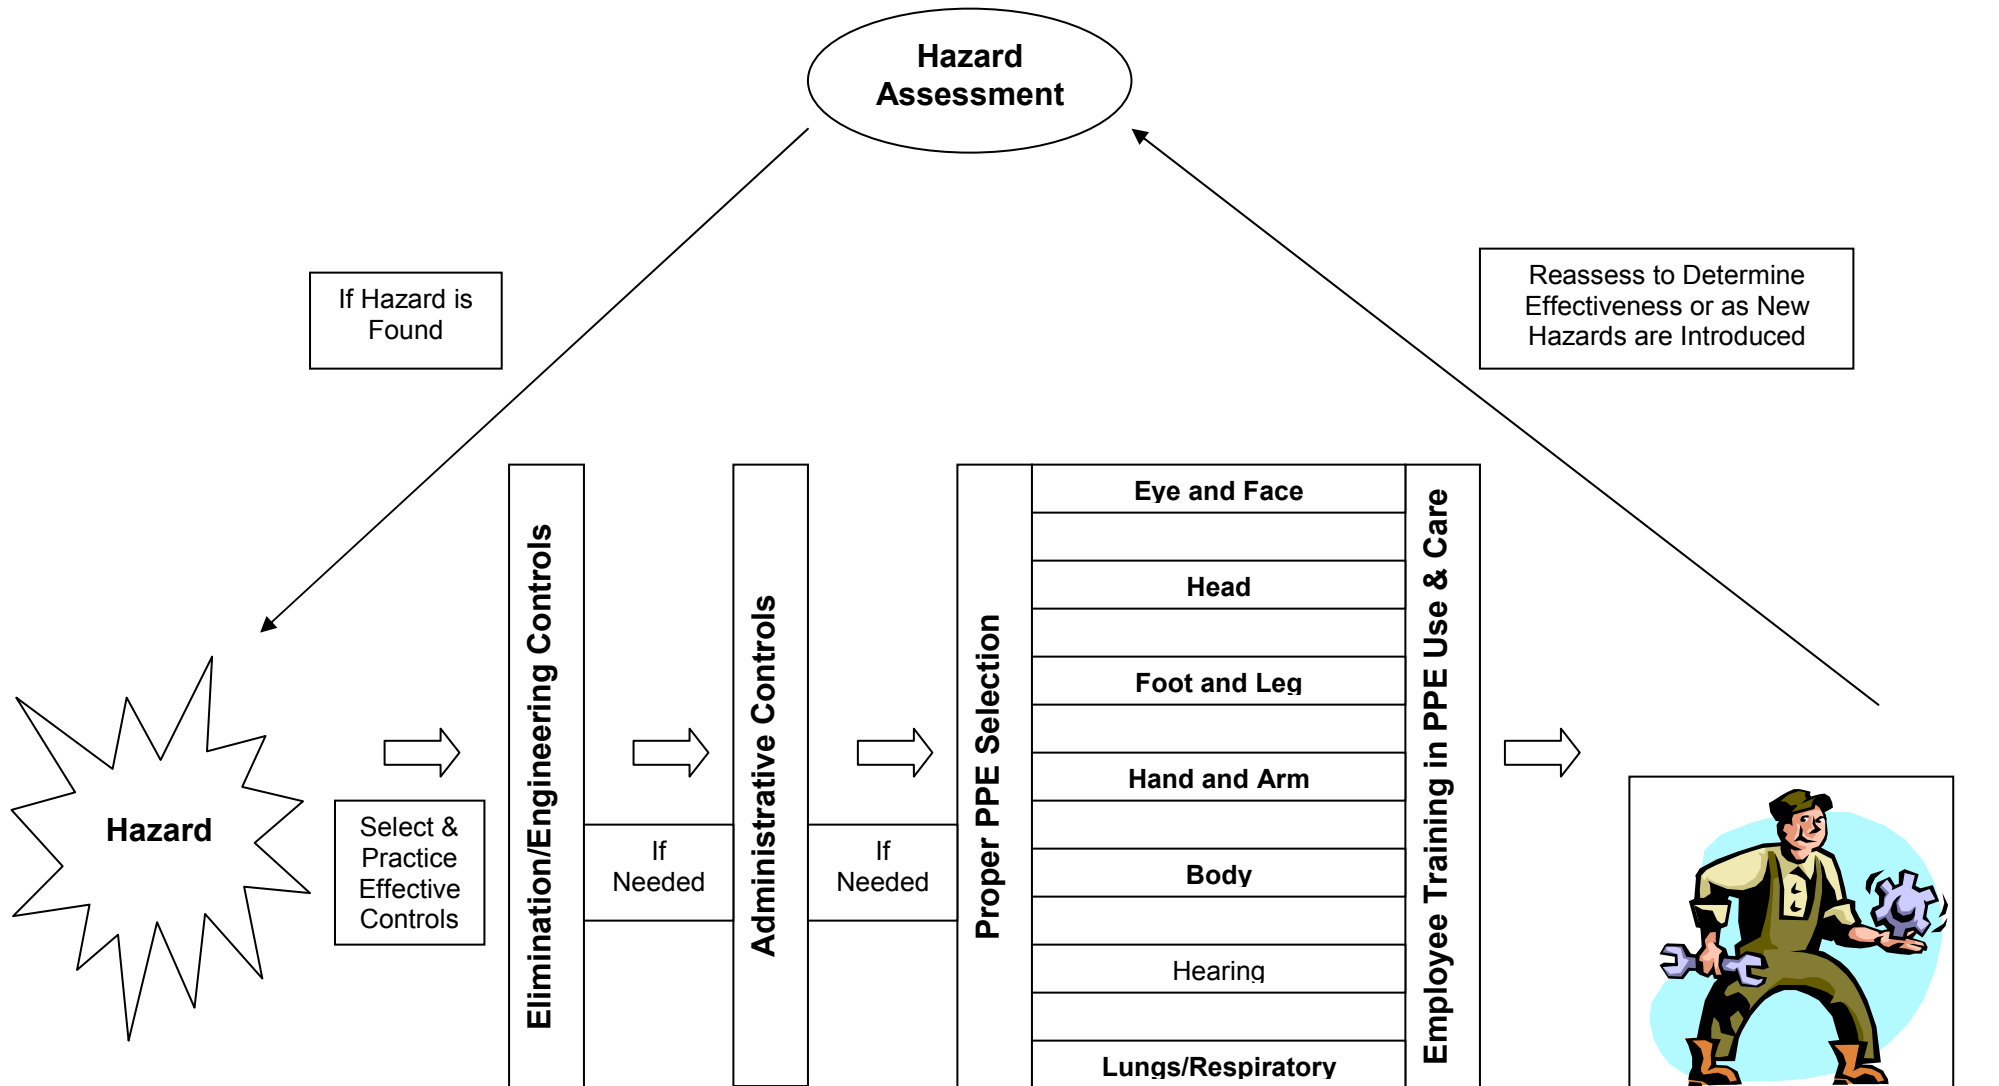 Hazard
Assessment
If Hazard is
Found
Reassess to Determine
Effectiveness or as New
Hazards are Introduced
Hazard
Select &
Practice
Effective
Controls
Elimination/Engineering Controls
If
Needed
Administrative Controls
If
Needed
Proper PPE Selection
Eye and Face
Head
Foot and Leg
Hand and Arm
Body
Hearing
Lungs/Respiratory
Employee Training in PPE Use & Care